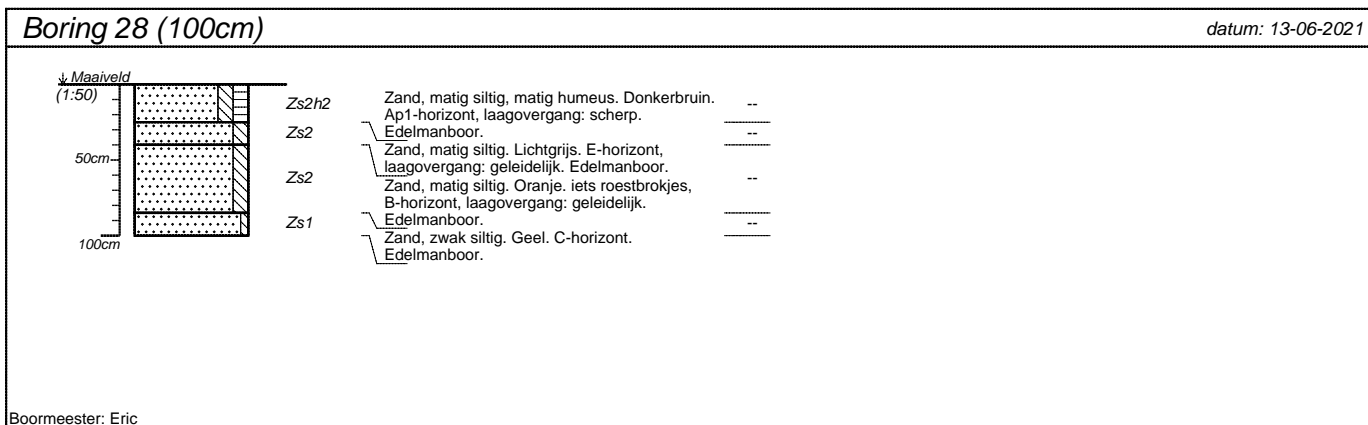 Boring 28 (100cm)
datum: 13-06-2021
Maaiveld
(1:50)
50cm
100cm
Zs2h2
Zand, matig siltig, matig humeus. Donkerbruin.
Ap1-horizont, laagovergang: scherp.
Edelmanboor.
--
Zs2
Zand, matig siltig. Lichtgrijs. E-horizont,
laagovergang: geleidelijk. Edelmanboor.
--
Zs2
Zand, matig siltig. Oranje. iets roestbrokjes,
B-horizont, laagovergang: geleidelijk.
Edelmanboor.
--
Zs1
Zand, zwak siltig. Geel. C-horizont.
Edelmanboor.
--
Boormeester: Eric